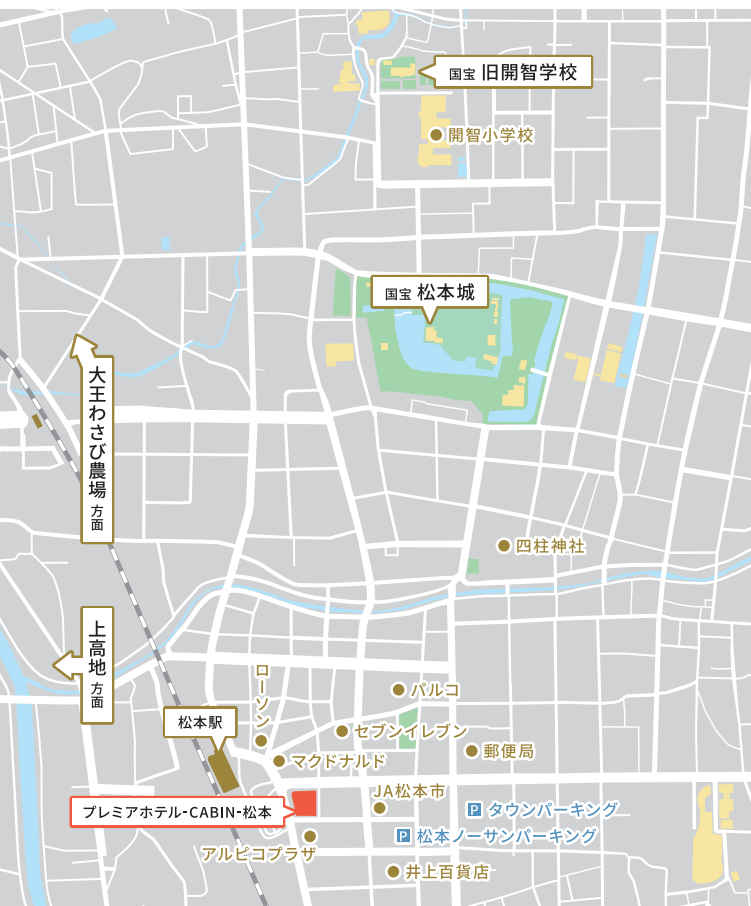 国宝 旧開智学校
開智小学校
国宝 松本城
大王わさび農場 方面
四柱神社
上高地 方面
ローソン
パルコ
松本駅
セブンイレブン
郵便局
マクドナルド
JA松本市
プレミアホテル-CABIN-松本
P タウンパーキング
P 松本ノーサンパーキング
アルピコプラザ
井上百貨店